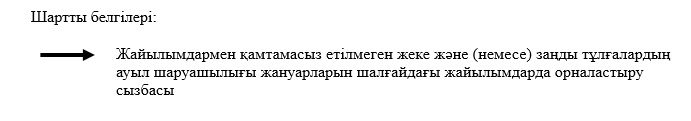 Шартты белгілері:
Жайылымдармен қамтамасыз етілмеген жеке және (немесе) заңды тұлғалардың
ауыл шаруашылығы жануарларын шалғайдағы жайылымдарда орналастыру
сызбасы